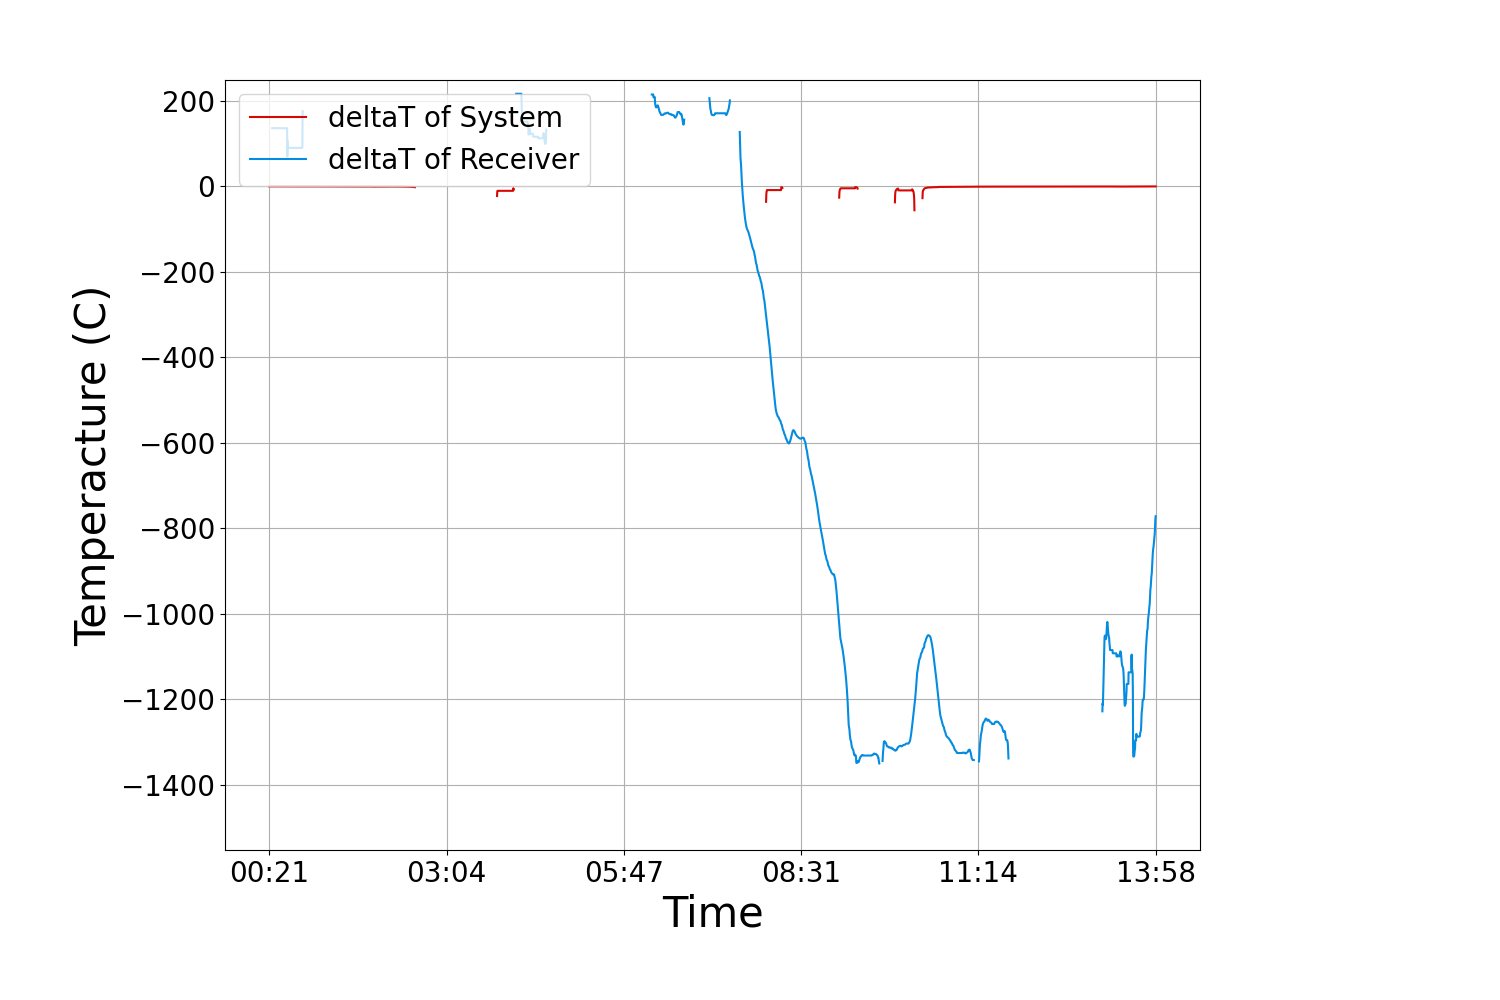 deltaT of System
deltaT of Receiver
200
0
−200
−400
−600
−800
−1000
−1200
−1400
Temperacture (C)
00:21 03:04 05:47 08:31 11:14 13:58
Time